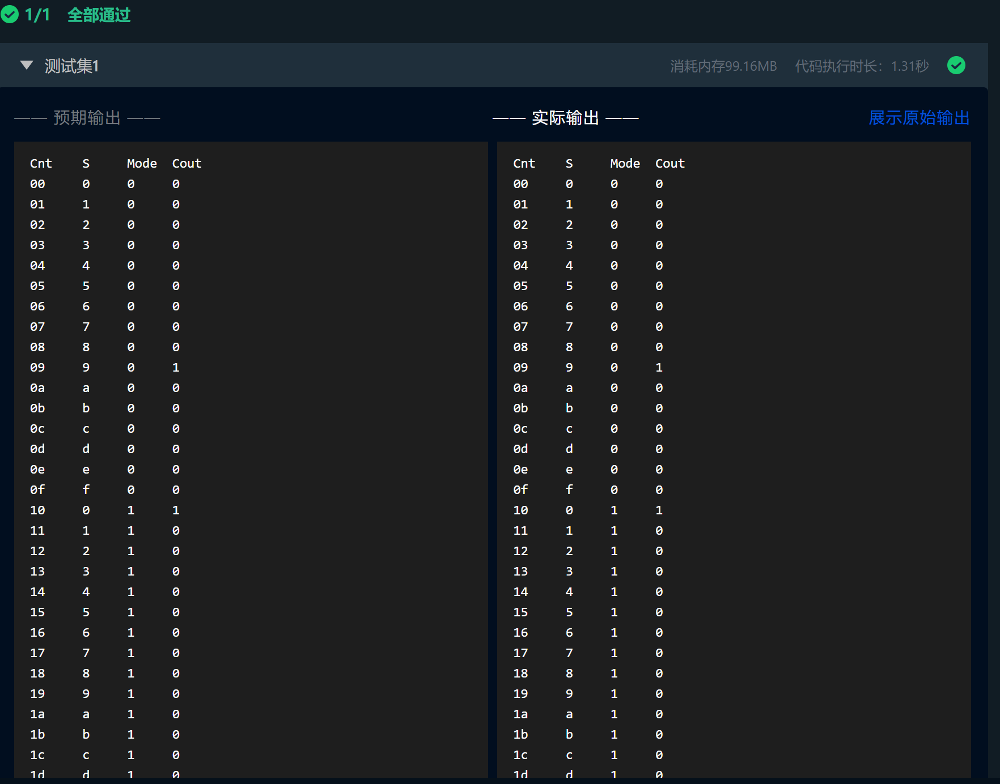 1/1 全部通过
测试集1 消耗内存99.16MB 代码执行时长：1.31秒
—— 预期输出 —— —— 实际输出 —— 展示原始输出
Cnt S Mode Cout Cnt S Mode Cout
00 0 0 0 00 0 0 0
01 1 0 0 01 1 0 0
02 2 0 0 02 2 0 0
03 3 0 0 03 3 0 0
04 4 0 0 04 4 0 0
05 5 0 0 05 5 0 0
06 6 0 0 06 6 0 0
07 7 0 0 07 7 0 0
08 8 0 0 08 8 0 0
09 9 0 1 09 9 0 1
0a a 0 0 0a a 0 0
0b b 0 0 0b b 0 0
0c c 0 0 0c c 0 0
0d d 0 0 0d d 0 0
0e e 0 0 0e e 0 0
0f f 0 0 0f f 0 0
10 0 1 1 10 0 1 1
11 1 1 0 11 1 1 0
12 2 1 0 12 2 1 0
13 3 1 0 13 3 1 0
14 4 1 0 14 4 1 0
15 5 1 0 15 5 1 0
16 6 1 0 16 6 1 0
17 7 1 0 17 7 1 0
18 8 1 0 18 8 1 0
19 9 1 0 19 9 1 0
1a a 1 0 1a a 1 0
1b b 1 0 1b b 1 0
1c c 1 0 1c c 1 0
1d d 1 0 1d d 1 0